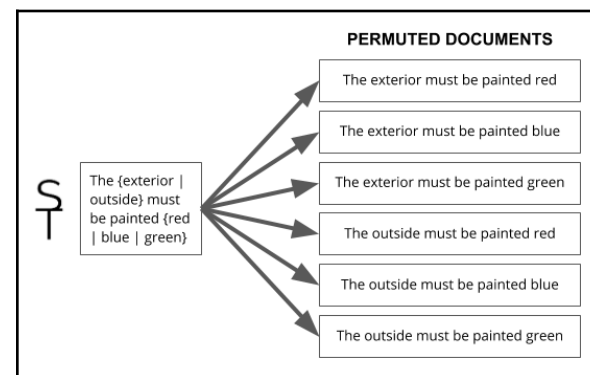 PERMUTED DOCUMENTS
The exterior must be painted red
The exterior must be painted blue
S
T
The {exterior |
outside} must
be painted {red
| blue | green}
The exterior must be painted green
The outside must be painted red
The outside must be painted blue
The outside must be painted green